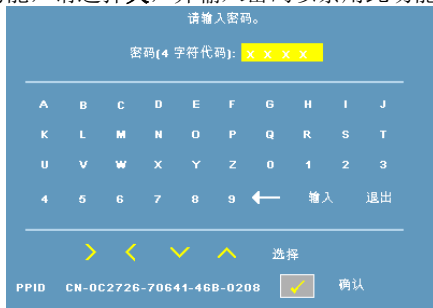 请输入密码。
密码(4 字符代码): x x x x
A B C D E F G H I J
K L M N O P Q R S T
U V W X Y Z 0 1 2 3
4 5 6 7 8 9 ← 输入 退出
> < ∨ ∧ 选择
PPID CN-0C2726-70641-46B-0208 ✓ 确认